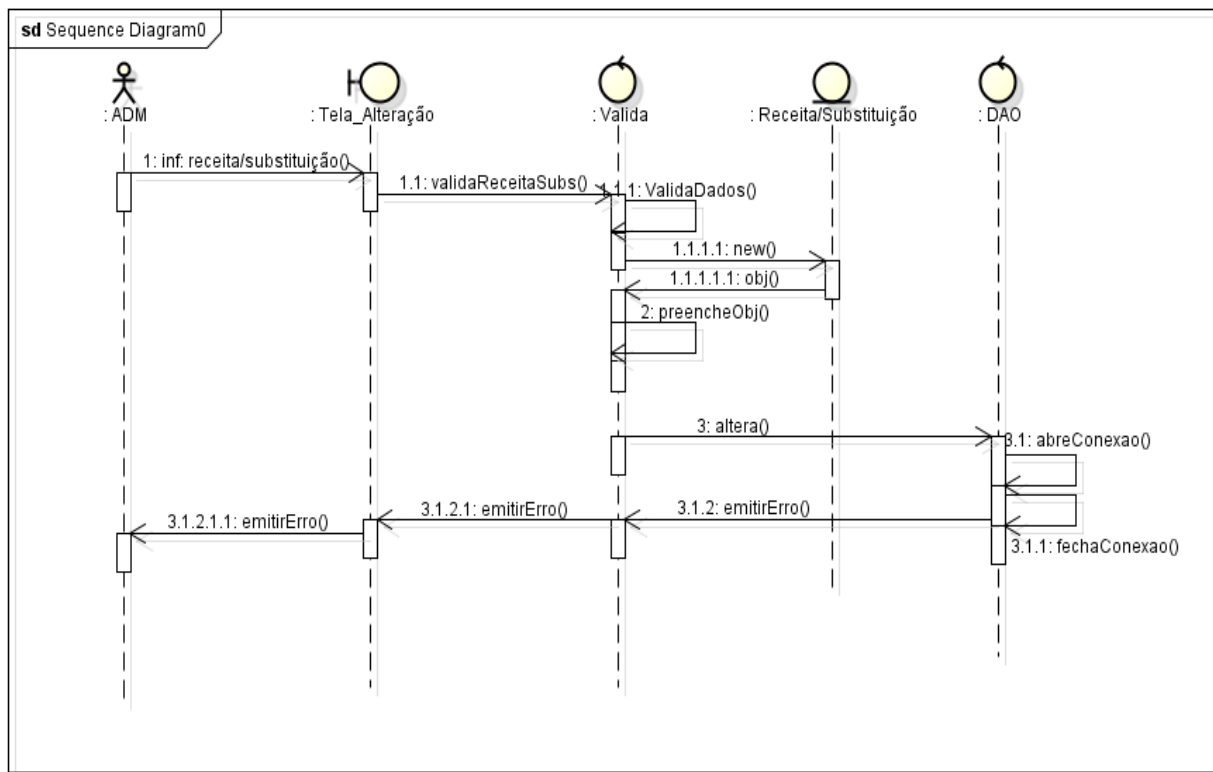 sd Sequence Diagram0
: ADM
: Tela_Alteração
: Valida
: Receita/Substituição
: DAO
1: inf: receita/substituição()
1.1: validaReceitaSubs()
1.1.1: ValidaDados()
1.1.1.1: new()
1.1.1.1.1: obj()
2: preencheObj()
3: altera()
3.1: abreConexao()
3.1.2.1.1: emitirErro()
3.1.2.1: emitirErro()
3.1.2: emitirErro()
3.1.1: fechaConexao()